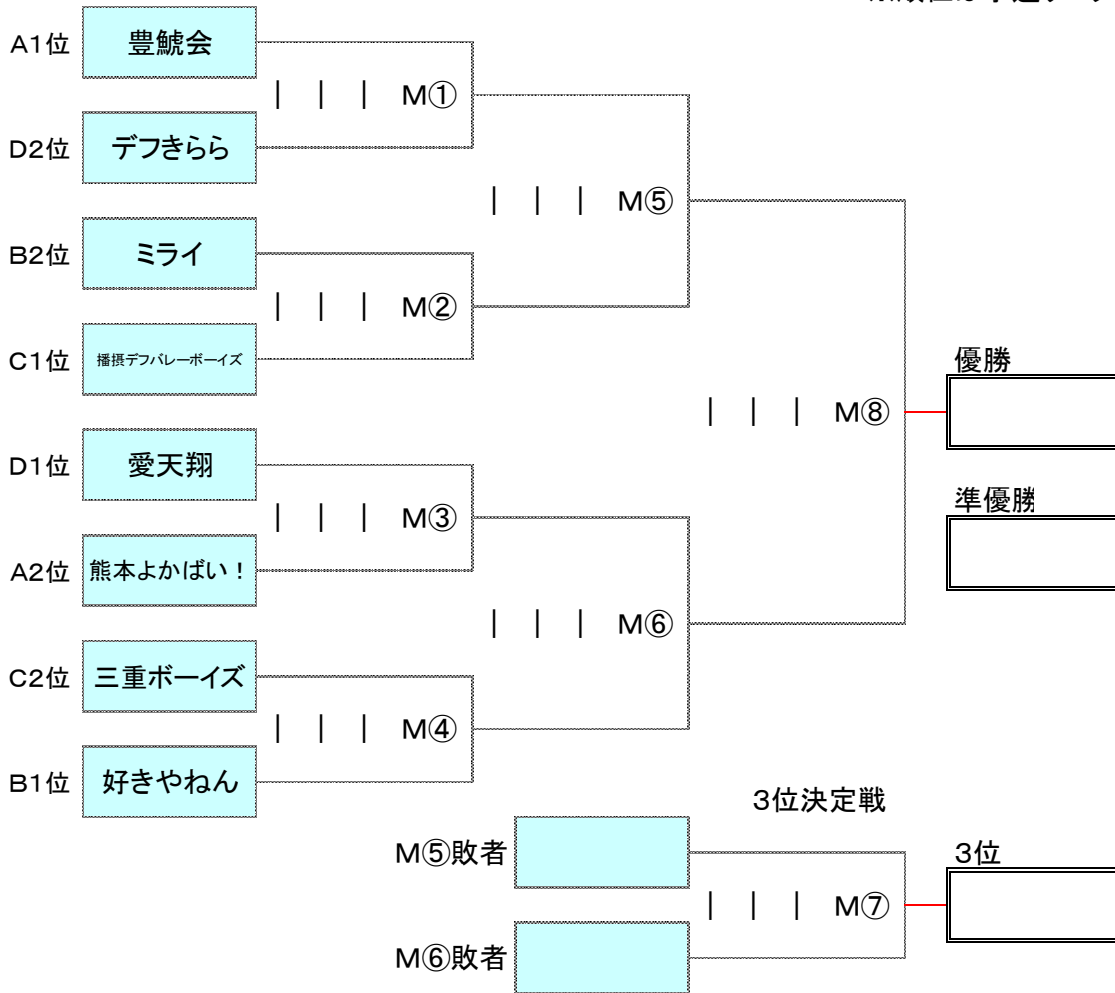 A1位 豊鯱会
| | | M①
D2位 デフきらら
| | | M⑤
B2位 ミライ
| | | M②
C1位 播摂デフバレーボーイズ
優勝
| | | M⑧
D1位 愛天翔
| | | M③
準優勝
A2位 熊本よかばい！
| | | M⑥
C2位 三重ボーイズ
| | | M④
B1位 好きやねん
3位決定戦
M⑤敗者
3位
| | | M⑦
M⑥敗者